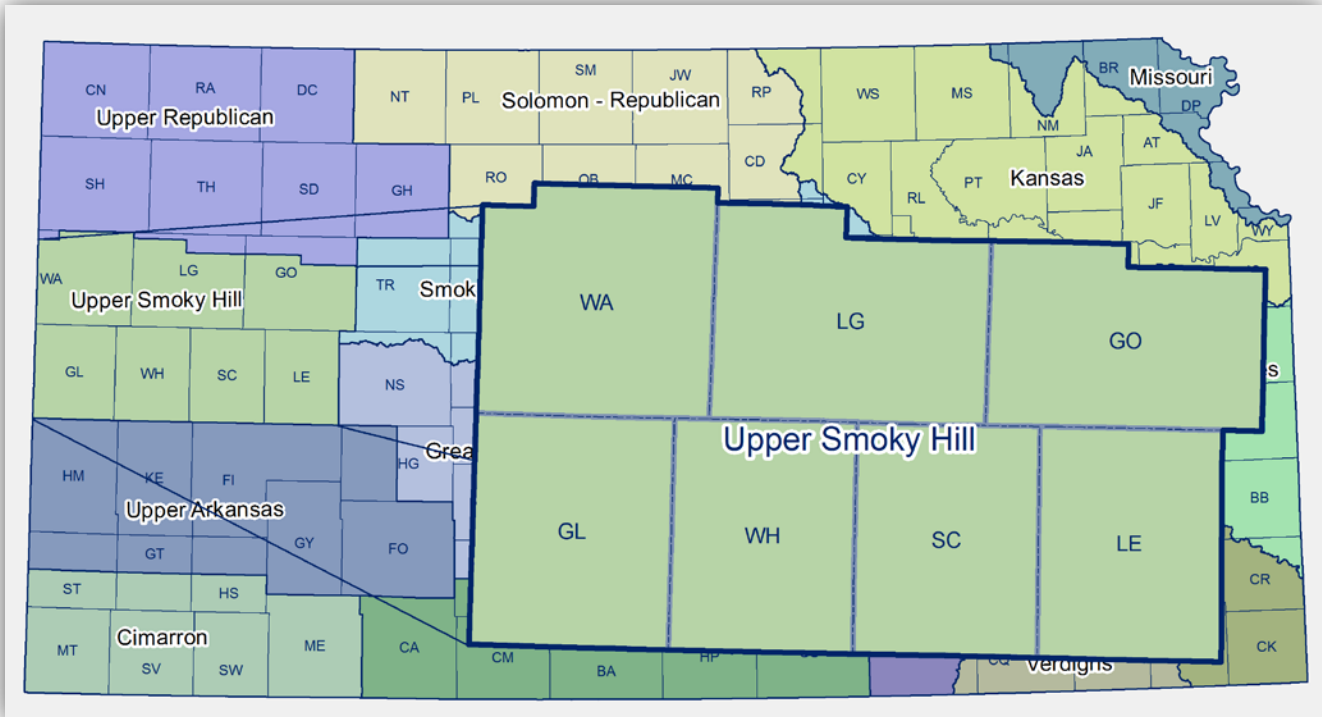 CN
RA
DC
NT
PL
SM
JW
RP
WS
MS
BR
Missouri
Upper Republican
Solomon - Republican
DP
NM
AT
JA
SH
TH
SD
GH
RO
OB
MC
CD
CY
RL
PT
Kansas
JF
LV
WY
WA
LG
GO
Upper Smoky Hill
TR
Smok
WA
LG
GO
GL
WH
SC
LE
NS
s
Upper Smoky Hill
HM
KE
FI
HG
Grea
Upper Arkansas
GT
GY
FO
GL
WH
SC
LE
BB
ST
HS
CR
MT
Cimarron
SV
SW
ME
CA
CM
BA
HP
CQ
Verdigris
CK